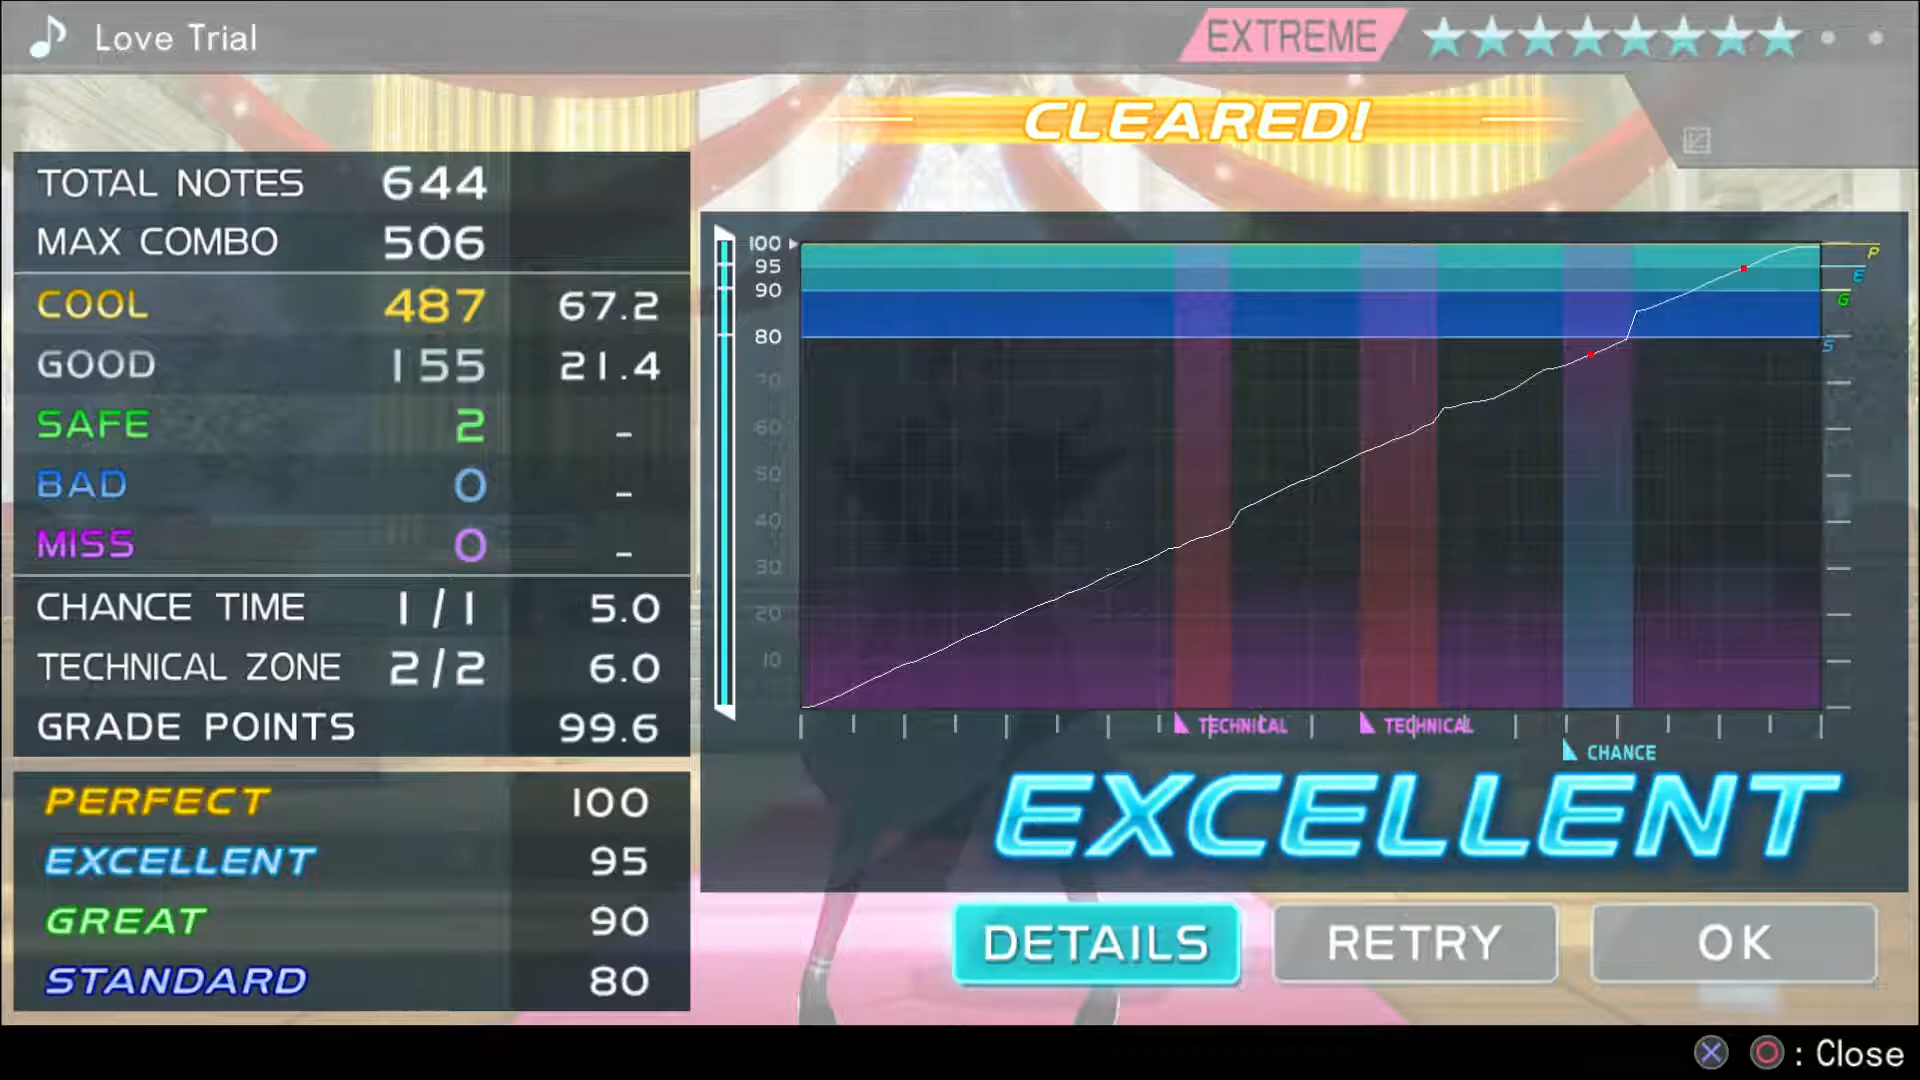 Love Trial
EXTREME
CLEARED!
TOTAL NOTES 644
MAX COMBO 506
COOL 487 67.2
GOOD 155 21.4
SAFE 2 –
BAD 0 –
MISS 0 –
CHANCE TIME 1/1 5.0
TECHNICAL ZONE 2/2 6.0
GRADE POINTS 99.6
PERFECT 100
EXCELLENT 95
GREAT 90
STANDARD 80
100
95
90
80
70
60
50
40
30
20
10
P
E
G
S
TECHNICAL TECHNICAL
CHANCE
EXCELLENT
DETAILS RETRY OK
: Close